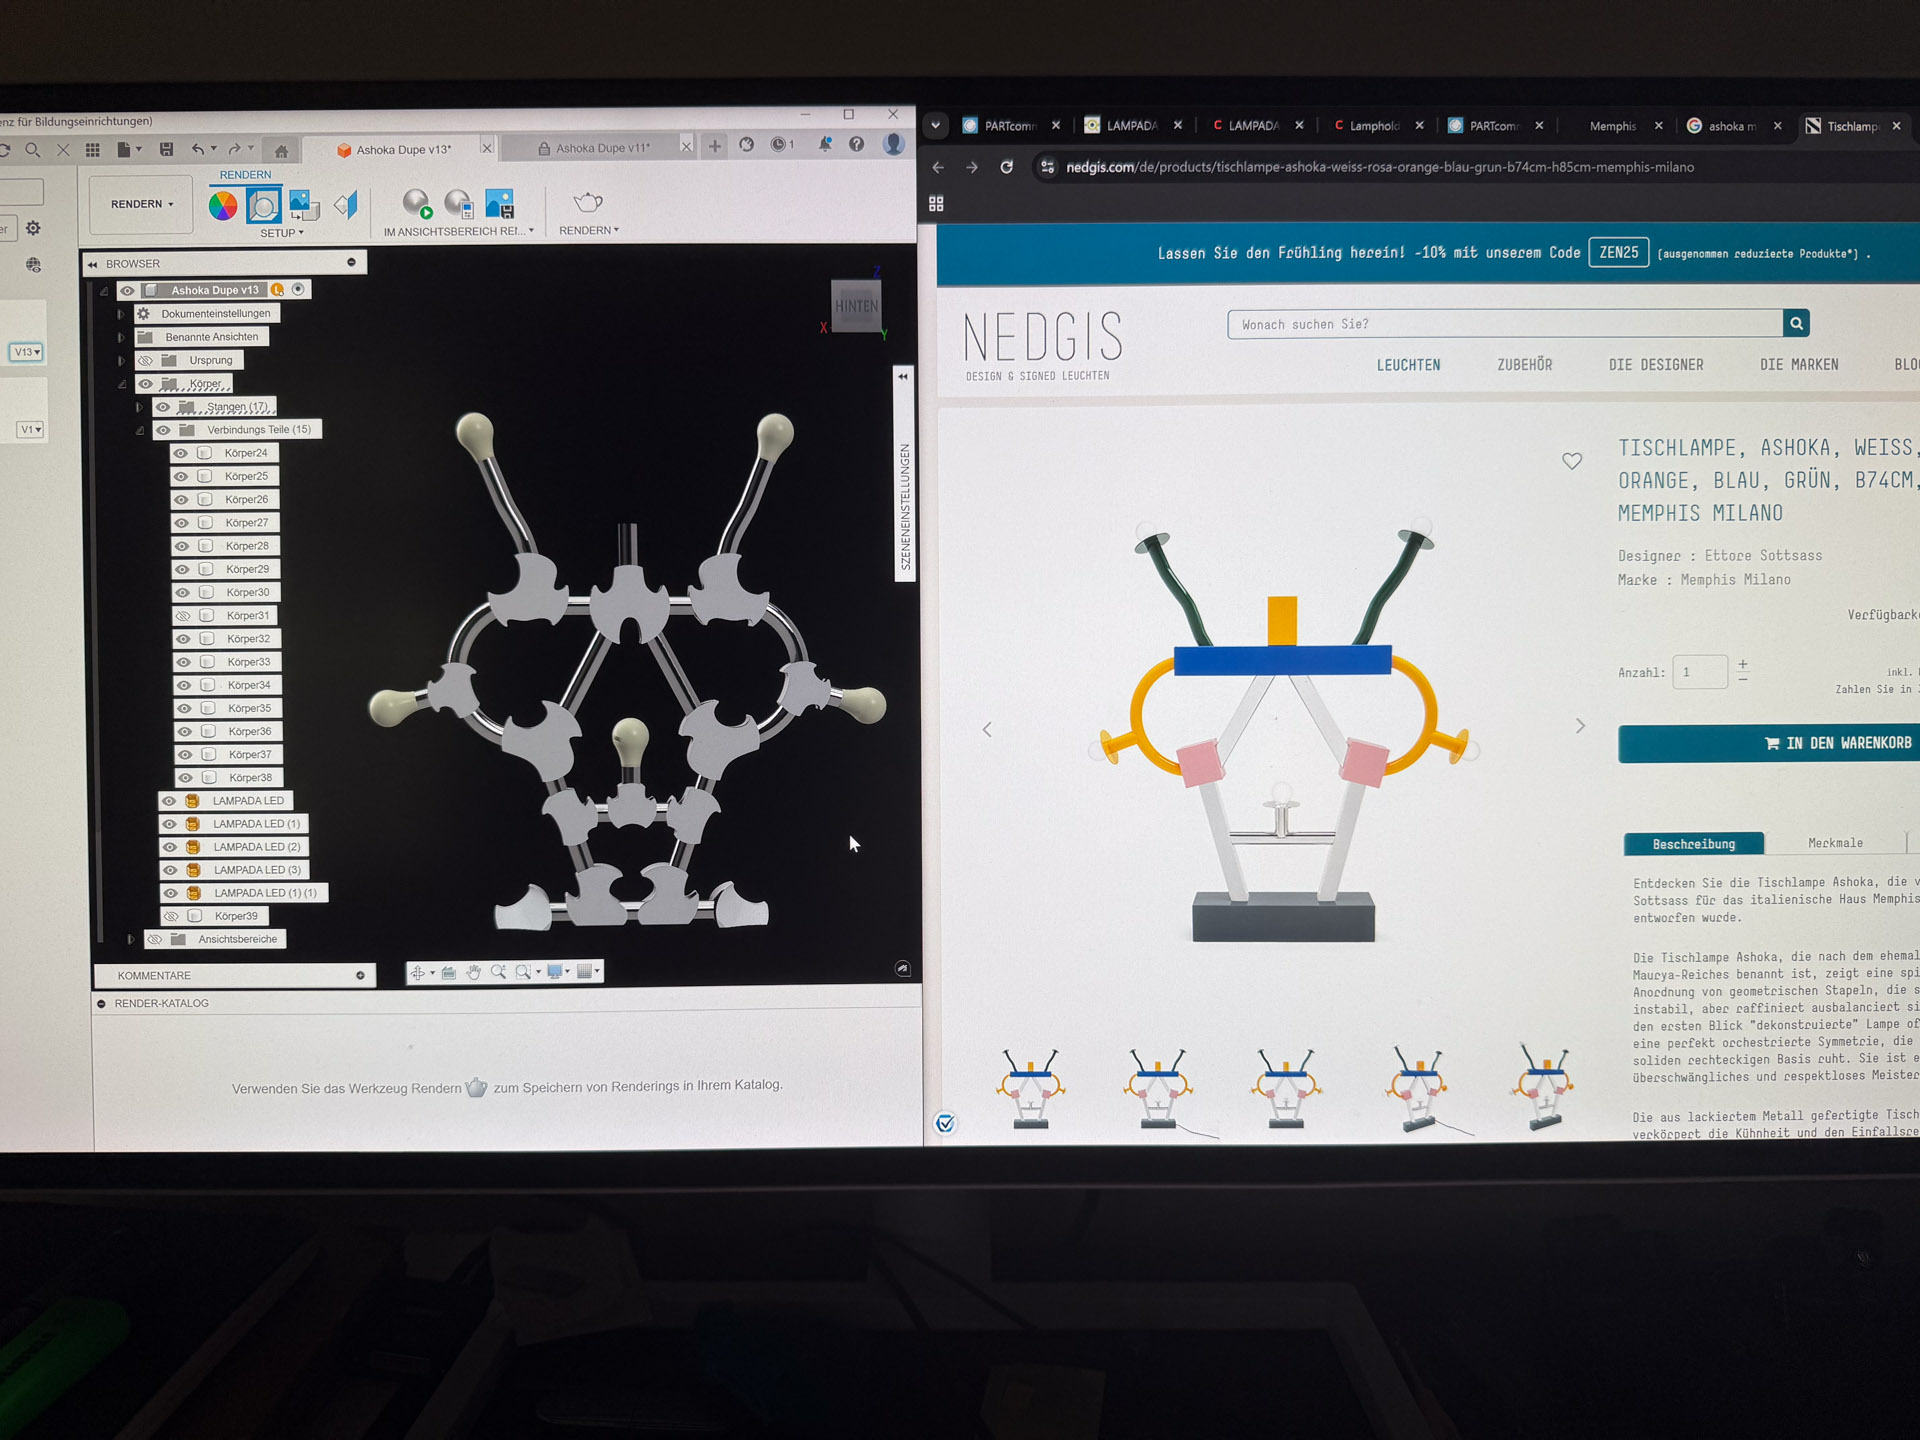 enz für Bildungseinrichtungen)
Ashoka Dupe v13*
Ashoka Dupe v11*
1
RENDERN
RENDERN
SETUP
IM ANSICHTSBEREICH REI...
RENDERN
BROWSER
Ashoka Dupe v13
Dokumenteinstellungen
Benannte Ansichten
Ursprung
Körper
Stangen (17)
Verbindungs Teile (15)
Körper24
Körper25
Körper26
Körper27
Körper28
Körper29
Körper30
Körper31
Körper32
Körper33
Körper34
Körper35
Körper36
Körper37
Körper38
LAMPADA LED
LAMPADA LED (1)
LAMPADA LED (2)
LAMPADA LED (3)
LAMPADA LED (1) (1)
Körper39
Ansichtsbereiche
V13
V1
er
HINTEN
X
Y
Z
SZENENEINSTELLUNGEN
KOMMENTARE
RENDER-KATALOG
Verwenden Sie das Werkzeug Rendern zum Speichern von Renderings in Ihrem Katalog.
PARTcom
LAMPADA
LAMPADA
Lamphold
PARTcom
Memphis
ashoka m
Tischlamp
nedgis.com/de/products/tischlampe-ashoka-weiss-rosa-orange-blau-grun-b74cm-h85cm-memphis-milano
Lassen Sie den Frühling herein! -10% mit unserem Code ZEN25 (ausgenommen reduzierte Produkte*) .
NEDGIS
DESIGN & SIGNED LEUCHTEN
Wonach suchen Sie?
LEUCHTEN
ZUBEHÖR
DIE DESIGNER
DIE MARKEN
BLO
TISCHLAMPE, ASHOKA, WEISS,
ORANGE, BLAU, GRÜN, B74CM,
MEMPHIS MILANO
Designer : Ettore Sottsass
Marke : Memphis Milano
Verfügbark
Anzahl: 1 + −
inkl.
Zahlen Sie in
IN DEN WARENKORB
Beschreibung
Merkmale
Entdecken Sie die Tischlampe Ashoka, die v
Sottsass für das italienische Haus Memphis
entworfen wurde.
Die Tischlampe Ashoka, die nach dem ehemal
Maurya-Reiches benannt ist, zeigt eine spi
Anordnung von geometrischen Stapeln, die s
instabil, aber raffiniert ausbalanciert si
den ersten Blick "dekonstruierte" Lampe of
eine perfekt orchestrierte Symmetrie, die
soliden rechteckigen Basis ruht. Sie ist e
überschwängliches und respektloses Meister
Die aus lackiertem Metall gefertigte Tisch
verkörpert die Kühnheit und den Einfallsre